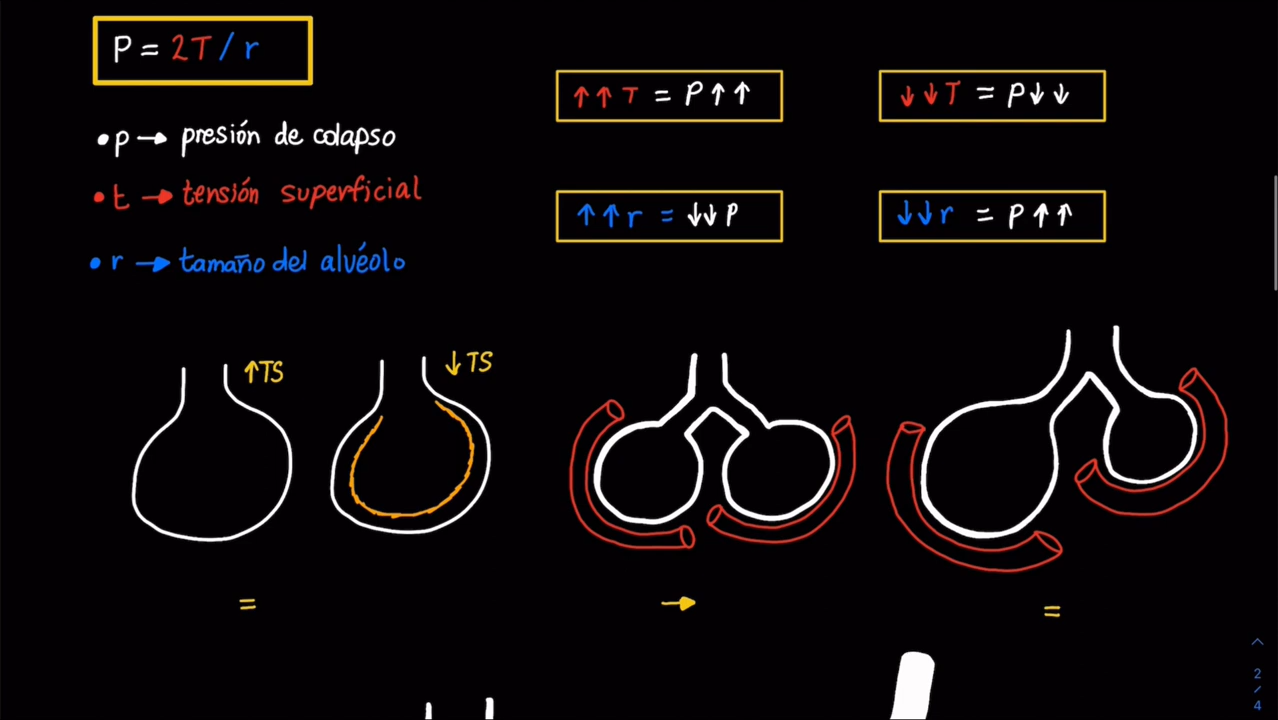 P = 2T / r
• p → presión de colapso
• t → tensión superficial
• r → tamaño del alvéolo
↑↑T = P↑↑
↓↓T = P↓↓
↑↑r = ↓↓P
↓↓r = P↑↑
↑TS
↓TS
=
→
=
2
/
4